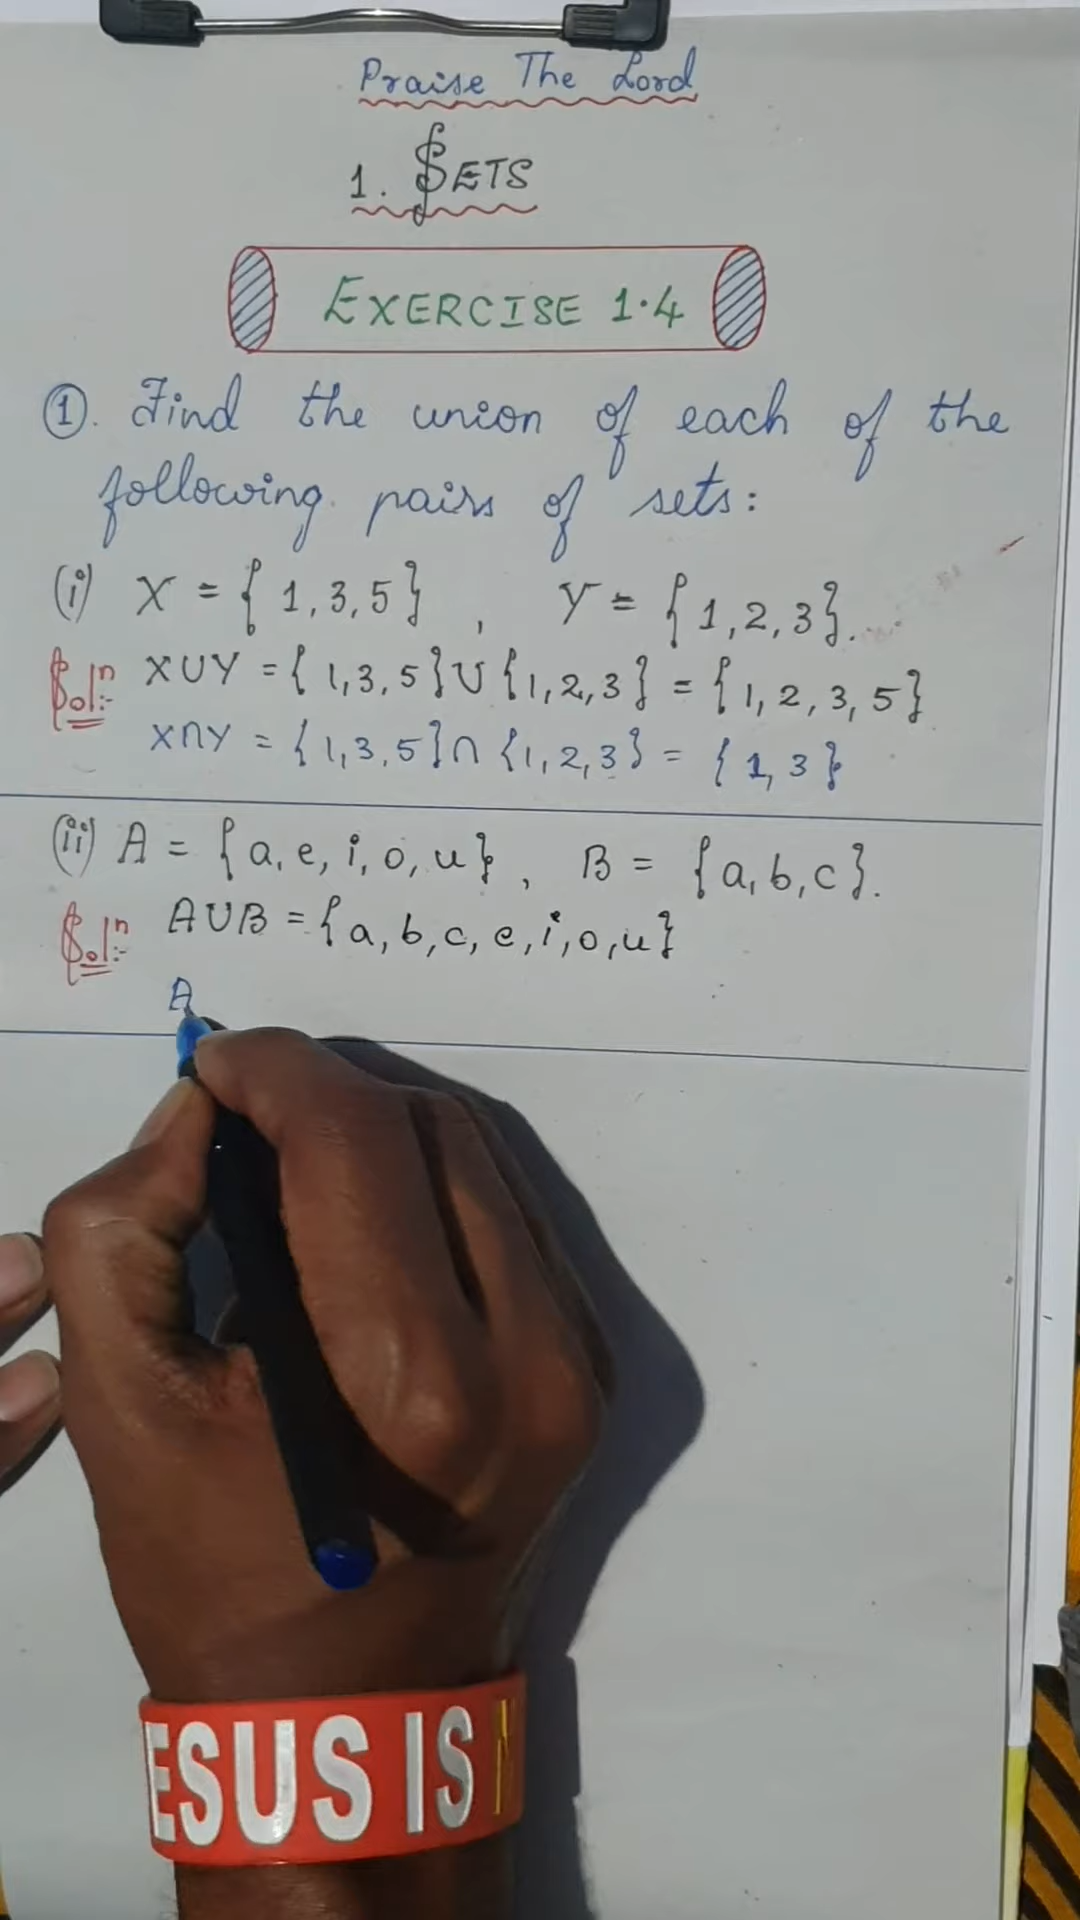 Praise The Lord
1. SETS
EXERCISE 1.4
①. Find the union of each of the
following pairs of sets:
(i) X = { 1, 3, 5 } , Y = { 1, 2, 3 }.
Solⁿ:- X∪Y = { 1, 3, 5 } ∪ { 1, 2, 3 } = { 1, 2, 3, 5 }
X∩Y = { 1, 3, 5 } ∩ { 1, 2, 3 } = { 1, 3 }
(ii) A = { a, e, i, o, u } , B = { a, b, c }.
Solⁿ:- A∪B = { a, b, c, e, i, o, u }
A
ESUS IS